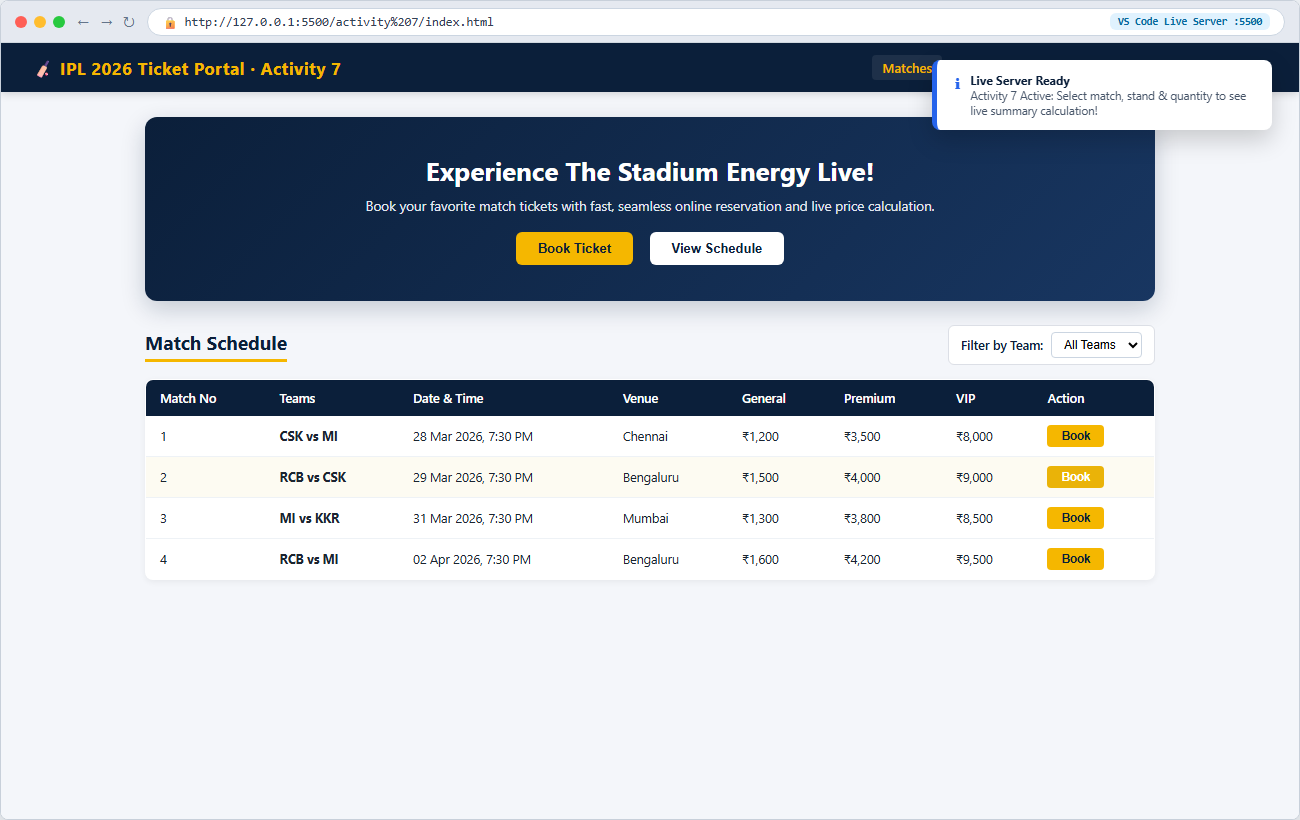 http://127.0.0.1:5500/activity%207/index.html
VS Code Live Server :5500
IPL 2026 Ticket Portal · Activity 7
Matches
Live Server Ready
Activity 7 Active: Select match, stand & quantity to see
live summary calculation!
Experience The Stadium Energy Live!
Book your favorite match tickets with fast, seamless online reservation and live price calculation.
Book Ticket View Schedule
Match Schedule
Filter by Team: All Teams
Match No Teams Date & Time Venue General Premium VIP Action
1 CSK vs MI 28 Mar 2026, 7:30 PM Chennai ₹1,200 ₹3,500 ₹8,000 Book
2 RCB vs CSK 29 Mar 2026, 7:30 PM Bengaluru ₹1,500 ₹4,000 ₹9,000 Book
3 MI vs KKR 31 Mar 2026, 7:30 PM Mumbai ₹1,300 ₹3,800 ₹8,500 Book
4 RCB vs MI 02 Apr 2026, 7:30 PM Bengaluru ₹1,600 ₹4,200 ₹9,500 Book